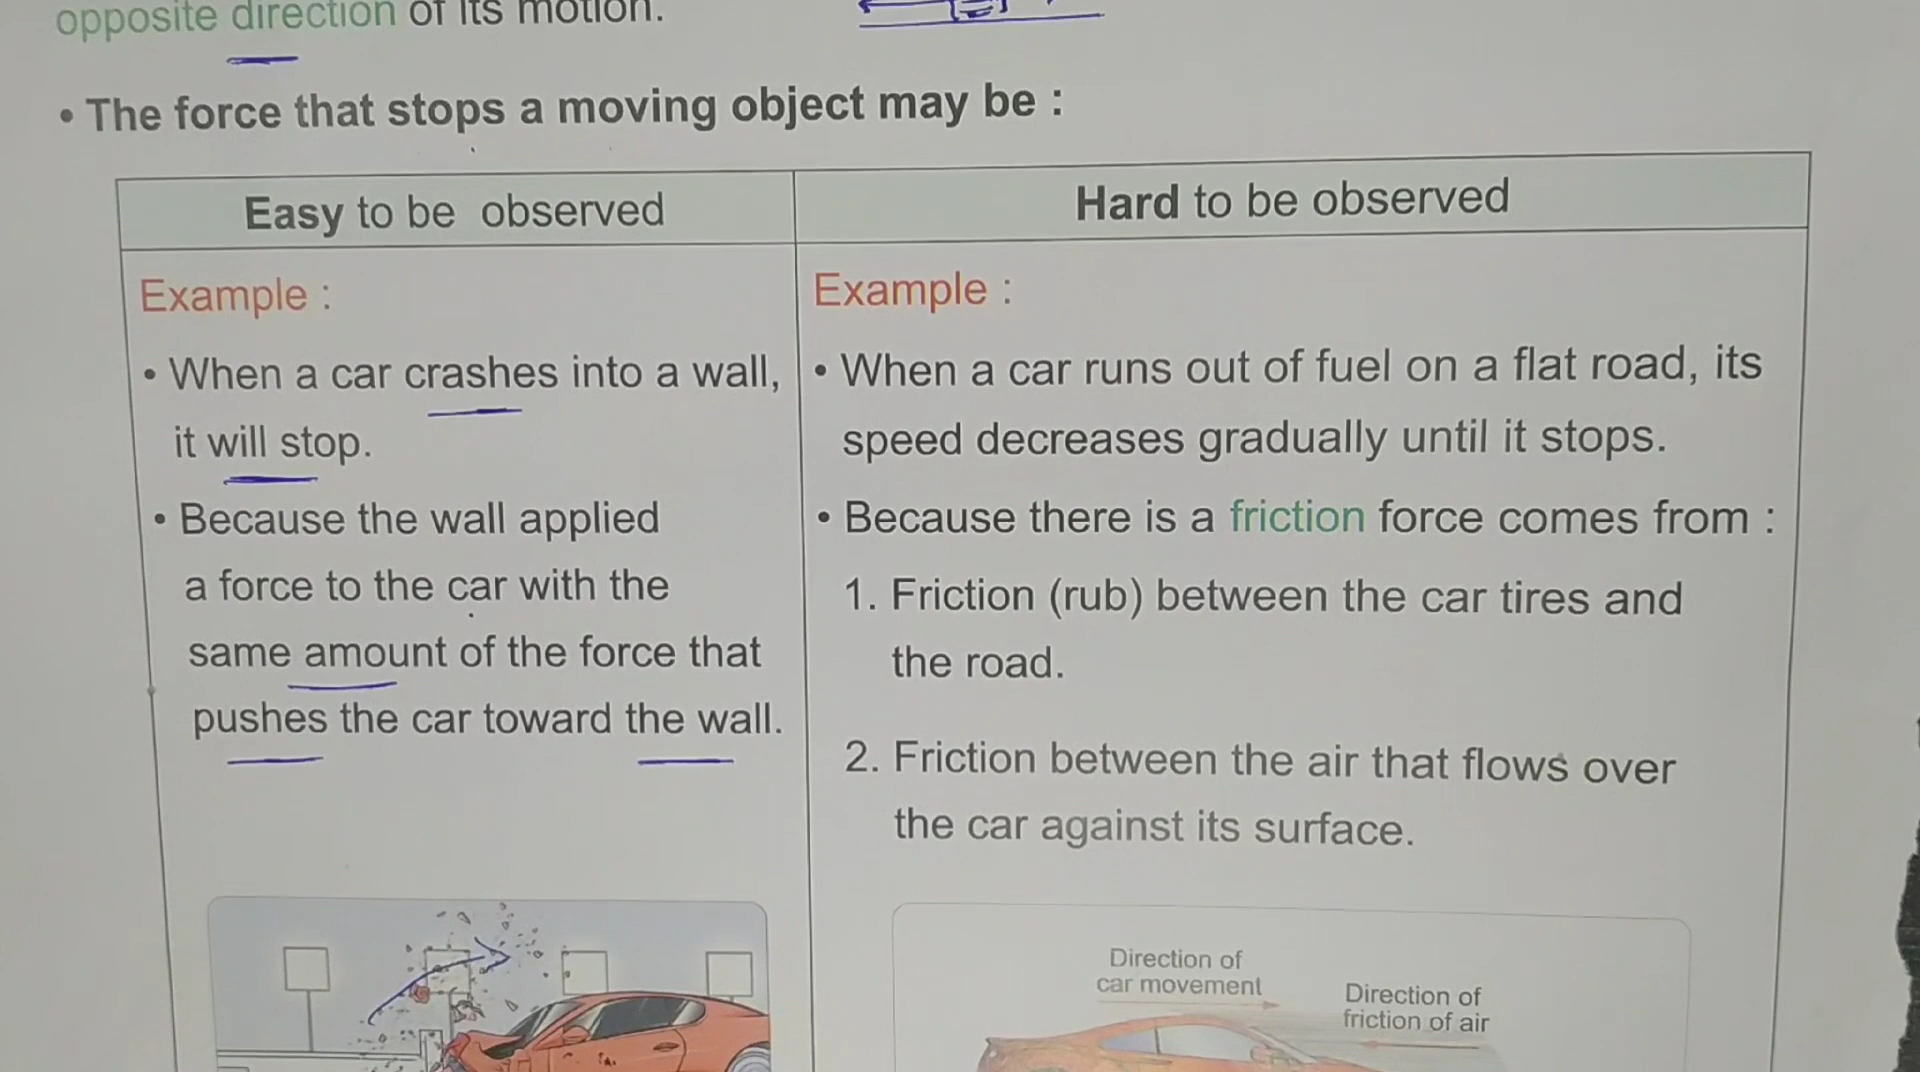 opposite direction of its motion.
• The force that stops a moving object may be :
Easy to be observed
Hard to be observed
Example :
• When a car crashes into a wall,
it will stop.
• Because the wall applied
a force to the car with the
same amount of the force that
pushes the car toward the wall.
Example :
• When a car runs out of fuel on a flat road, its
speed decreases gradually until it stops.
• Because there is a friction force comes from :
1. Friction (rub) between the car tires and
the road.
2. Friction between the air that flows over
the car against its surface.
Direction of
car movement
Direction of
friction of air